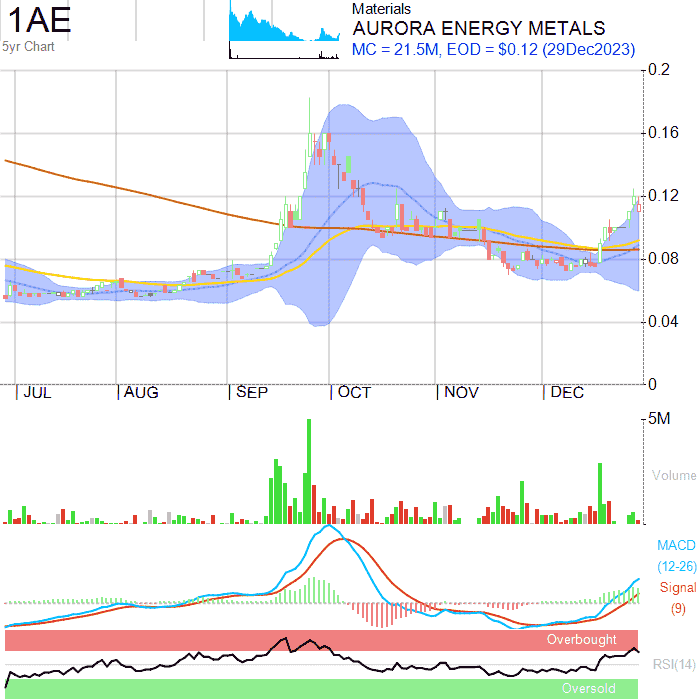 1AE
5yr Chart
Materials
AURORA ENERGY METALS
MC = 21.5M, EOD = $0.12 (29Dec2023)
0.2
0.16
0.12
0.08
0.04
0
JUL AUG SEP OCT NOV DEC
5M
Volume
MACD
(12-26)
Signal
(9)
Overbought
RSI(14)
Oversold